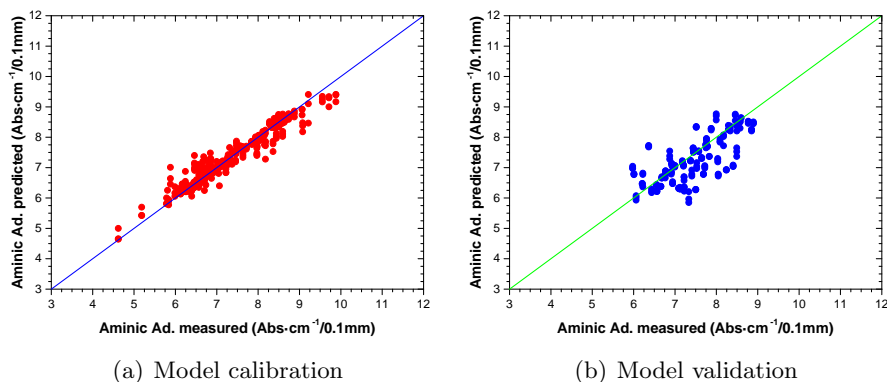 12
11
10
9
8
7
6
5
4
3
3 4 5 6 7 8 9 10 11 12
Aminic Ad. predicted (Abs·cm⁻¹/0.1mm)
Aminic Ad. measured (Abs·cm⁻¹/0.1mm)
(a) Model calibration
12
11
10
9
8
7
6
5
4
3
3 4 5 6 7 8 9 10 11 12
Aminic Ad. predicted (Abs·cm⁻¹/0.1mm)
Aminic Ad. measured (Abs·cm⁻¹/0.1mm)
(b) Model validation